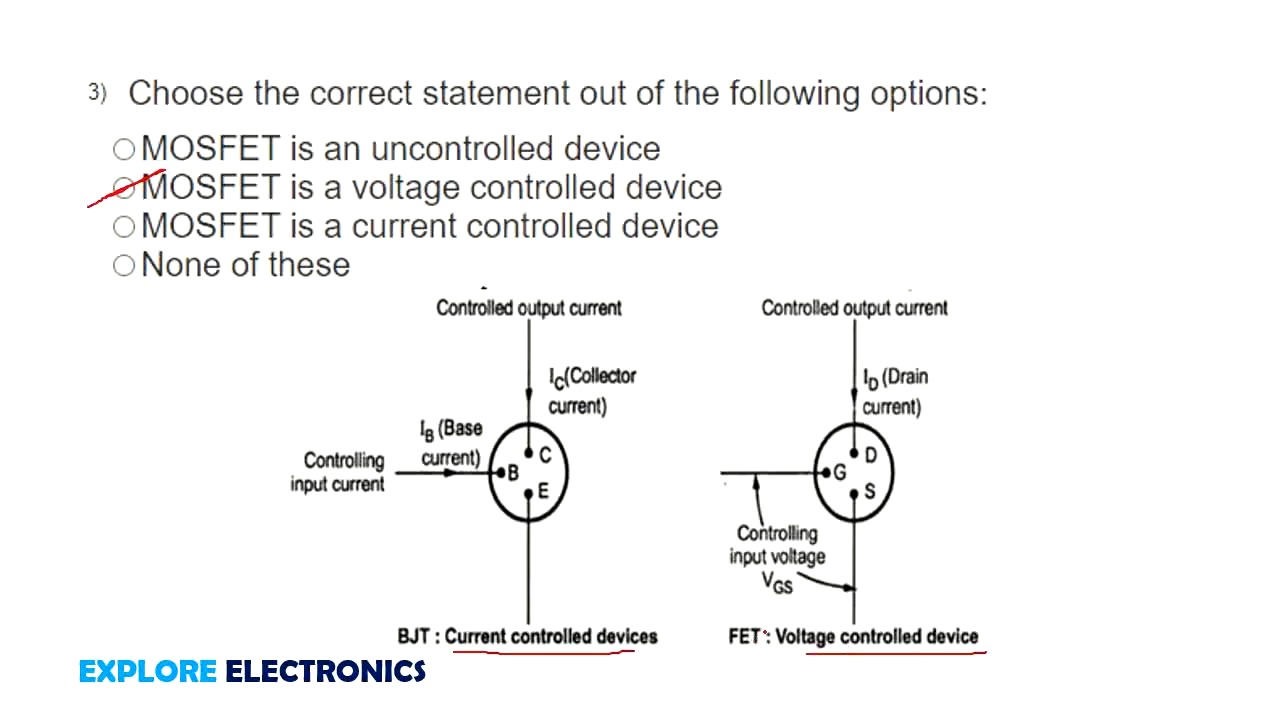 3) Choose the correct statement out of the following options:
MOSFET is an uncontrolled device
MOSFET is a voltage controlled device
MOSFET is a current controlled device
None of these
Controlled output current
IC(Collector
current)
IB (Base
current)
Controlling
input current
C
B
E
BJT : Current controlled devices
Controlled output current
ID (Drain
current)
D
G
S
Controlling
input voltage
VGS
FET : Voltage controlled device
EXPLORE ELECTRONICS